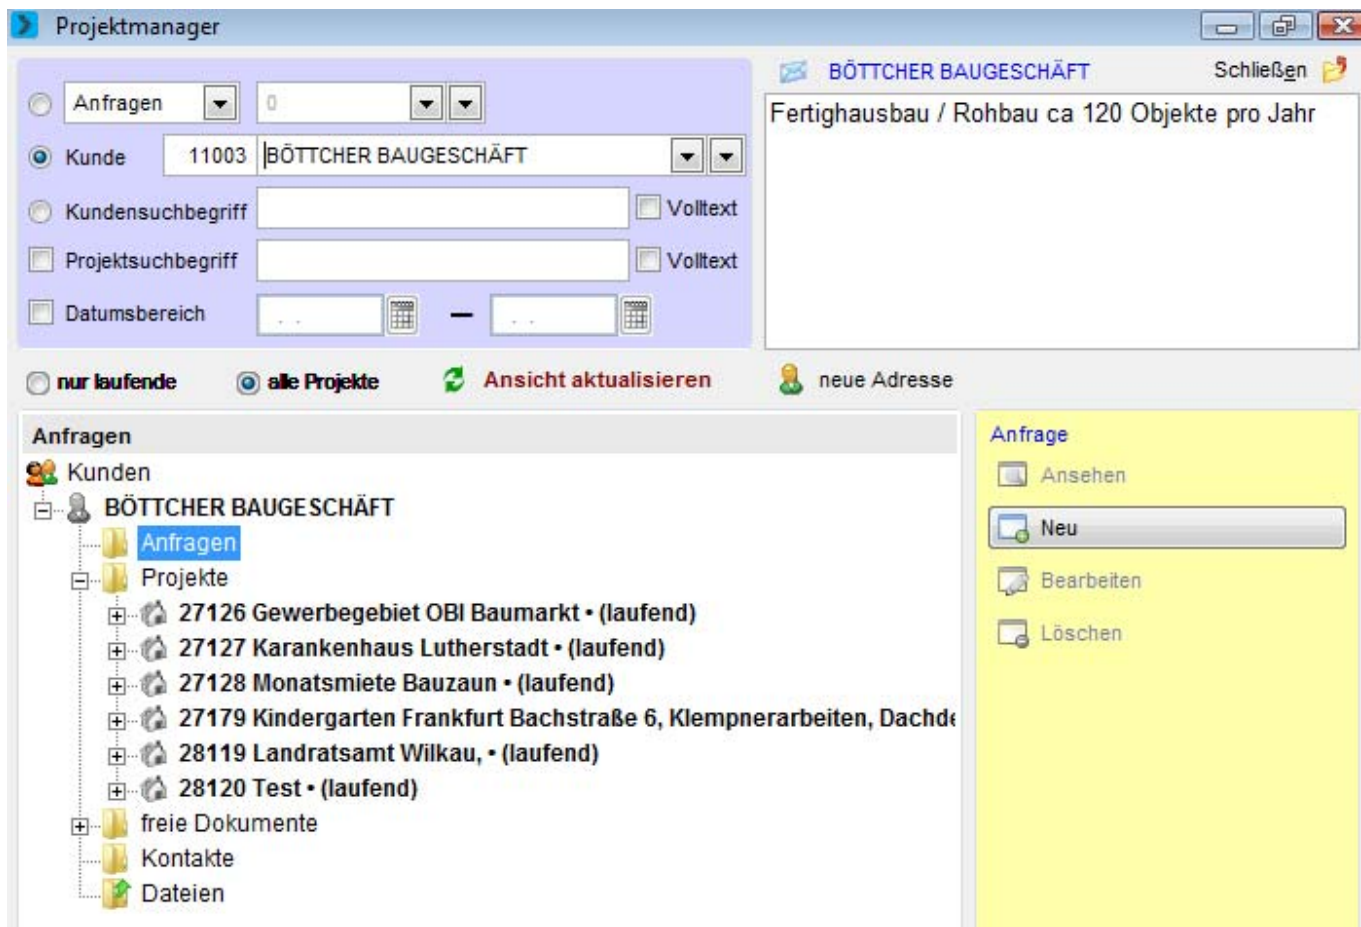 Projektmanager
BÖTTCHER BAUGESCHÄFT
Schließen
Anfragen 0
Fertighausbau / Rohbau ca 120 Objekte pro Jahr
Kunde 11003 BÖTTCHER BAUGESCHÄFT
Kundensuchbegriff Volltext
Projektsuchbegriff Volltext
Datumsbereich . . – . .
nur laufende alle Projekte Ansicht aktualisieren neue Adresse
Anfragen
Kunden
BÖTTCHER BAUGESCHÄFT
Anfragen
Projekte
27126 Gewerbegebiet OBI Baumarkt • (laufend)
27127 Karankenhaus Lutherstadt • (laufend)
27128 Monatsmiete Bauzaun • (laufend)
27179 Kindergarten Frankfurt Bachstraße 6, Klempnerarbeiten, Dachde
28119 Landratsamt Wilkau, • (laufend)
28120 Test • (laufend)
freie Dokumente
Kontakte
Dateien
Anfrage
Ansehen
Neu
Bearbeiten
Löschen